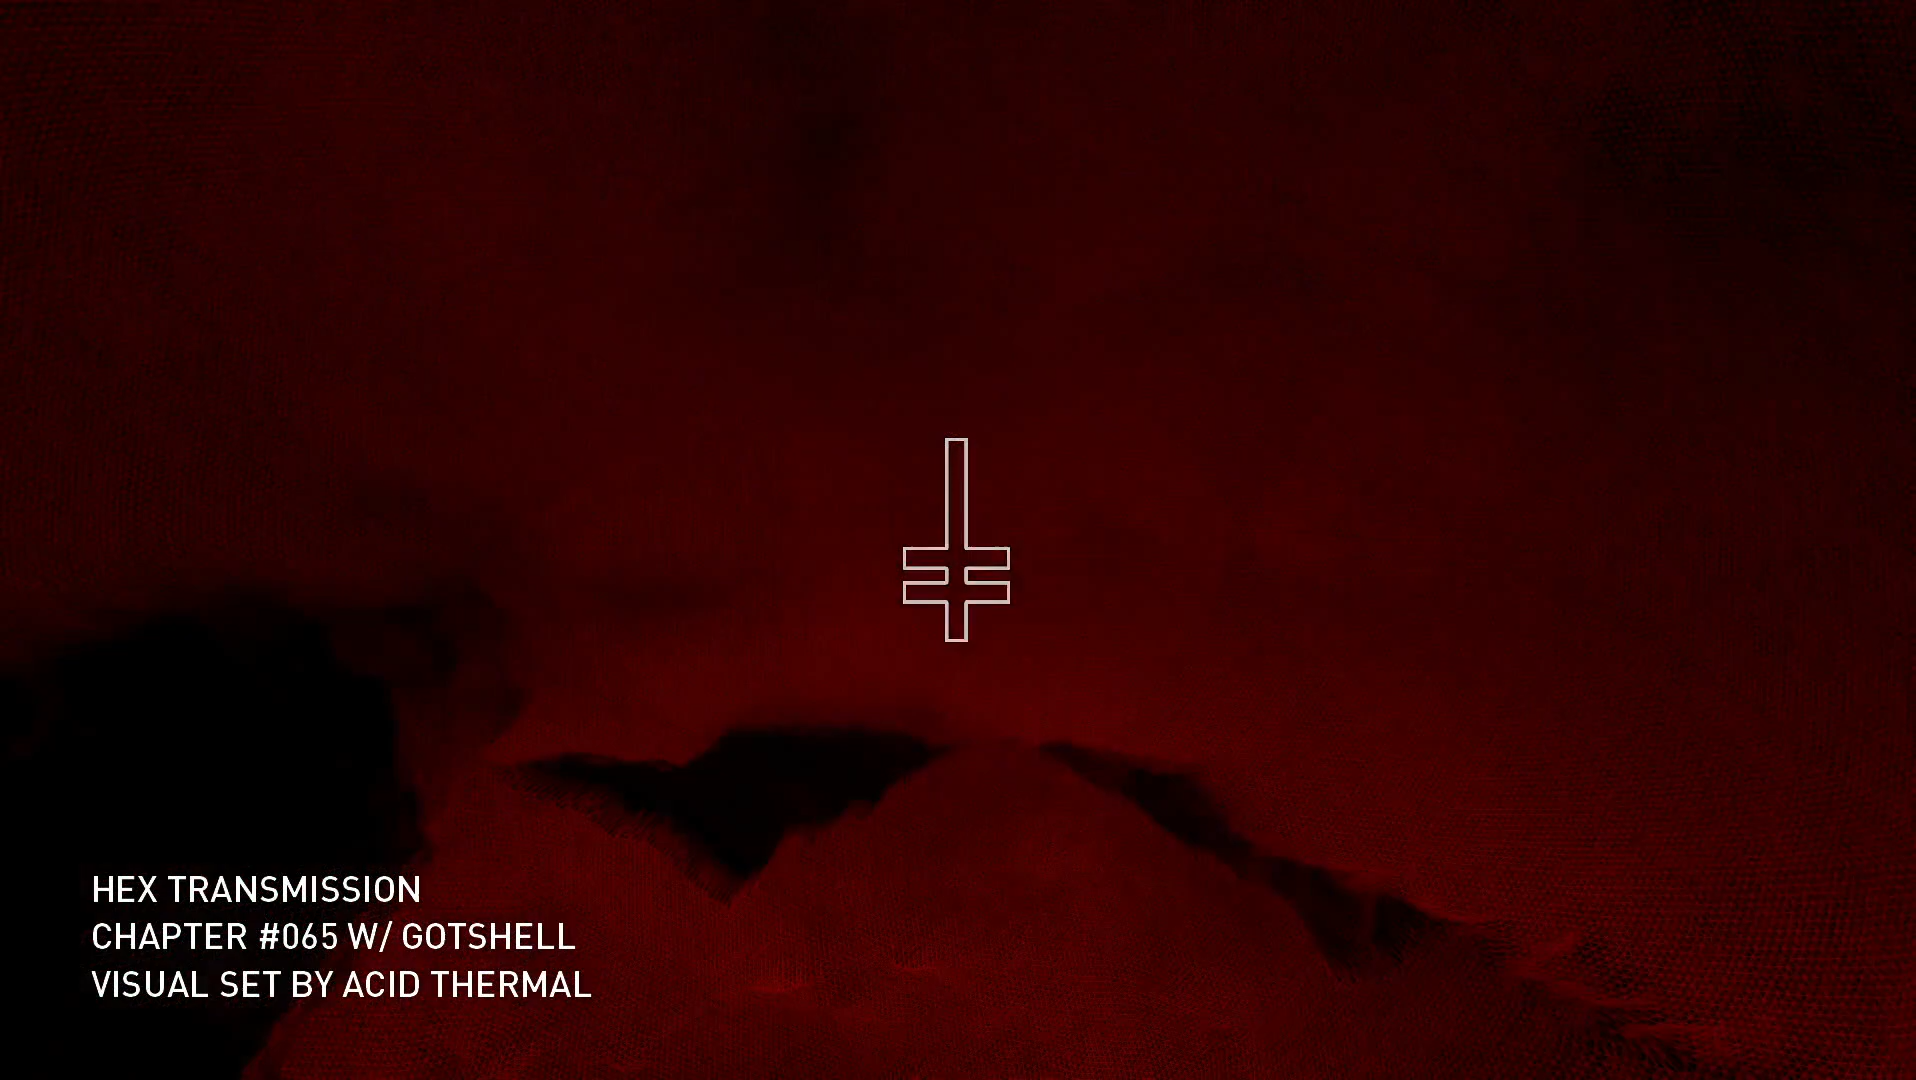 HEX TRANSMISSION
CHAPTER #065 W/ GOTSHELL
VISUAL SET BY ACID THERMAL